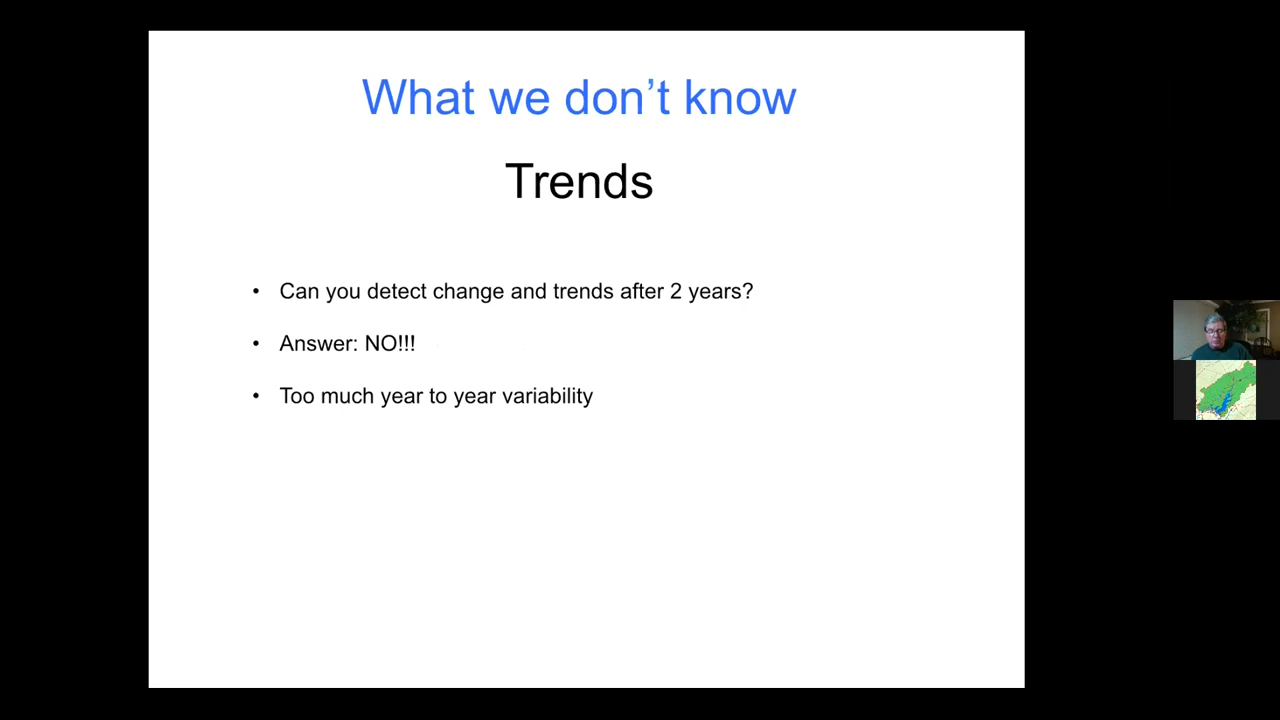 What we don't know
Trends
• Can you detect change and trends after 2 years?
• Answer: NO!!!
• Too much year to year variability